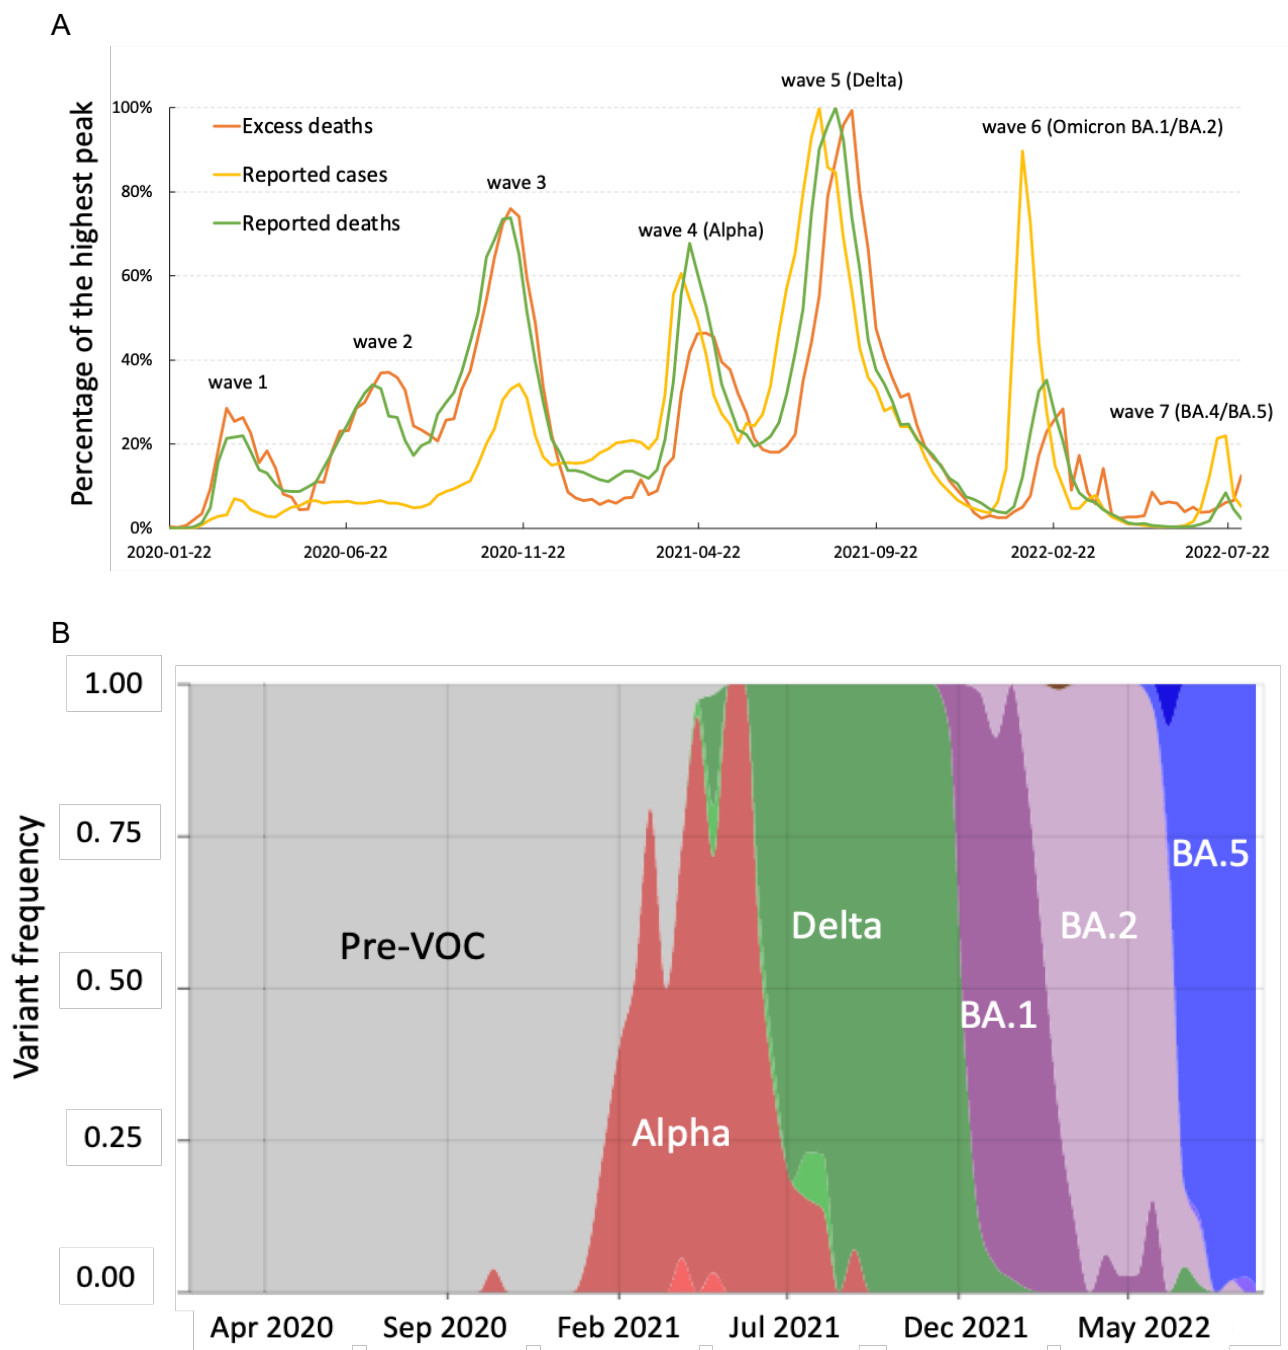 A
wave 5 (Delta)
100%
Excess deaths
wave 6 (Omicron BA.1/BA.2)
Reported cases
wave 3
80%
Reported deaths
wave 4 (Alpha)
60%
wave 2
40%
wave 1
wave 7 (BA.4/BA.5)
20%
0%
Percentage of the highest peak
2020-01-22 2020-06-22 2020-11-22 2021-04-22 2021-09-22 2022-02-22 2022-07-22
B
1.00
0. 75
0. 50
0.25
0.00
Variant frequency
Pre-VOC
Alpha
Delta
BA.1
BA.2
BA.5
Apr 2020 Sep 2020 Feb 2021 Jul 2021 Dec 2021 May 2022